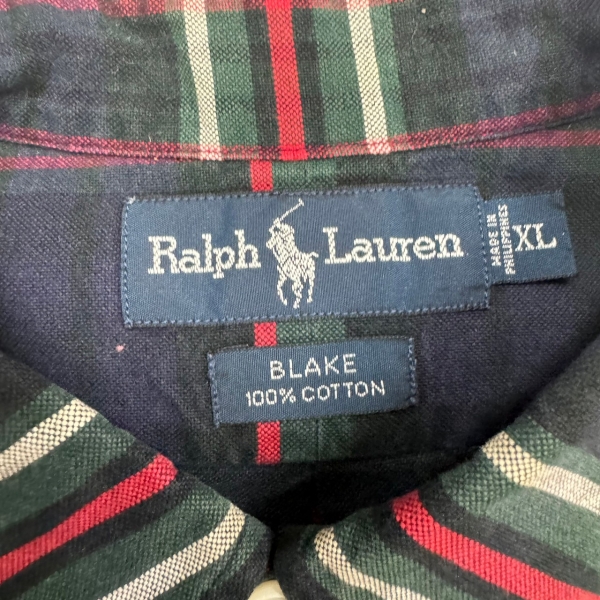 Ralph Lauren
MADE IN
PHILIPPINES
XL
BLAKE
100% COTTON